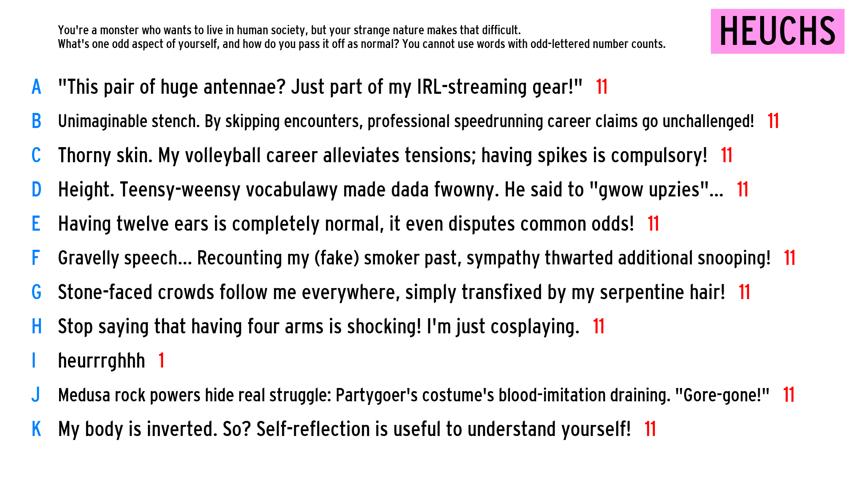 You're a monster who wants to live in human society, but your strange nature makes that difficult.
What's one odd aspect of yourself, and how do you pass it off as normal? You cannot use words with odd-lettered number counts.
HEUCHS
A "This pair of huge antennae? Just part of my IRL-streaming gear!" 11
B Unimaginable stench. By skipping encounters, professional speedrunning career claims go unchallenged! 11
C Thorny skin. My volleyball career alleviates tensions; having spikes is compulsory! 11
D Height. Teensy-weensy vocabulawy made dada fwowny. He said to "gwow upzies"... 11
E Having twelve ears is completely normal, it even disputes common odds! 11
F Gravelly speech... Recounting my (fake) smoker past, sympathy thwarted additional snooping! 11
G Stone-faced crowds follow me everywhere, simply transfixed by my serpentine hair! 11
H Stop saying that having four arms is shocking! I'm just cosplaying. 11
I heurrrghhh 1
J Medusa rock powers hide real struggle: Partygoer's costume's blood-imitation draining. "Gore-gone!" 11
K My body is inverted. So? Self-reflection is useful to understand yourself! 11